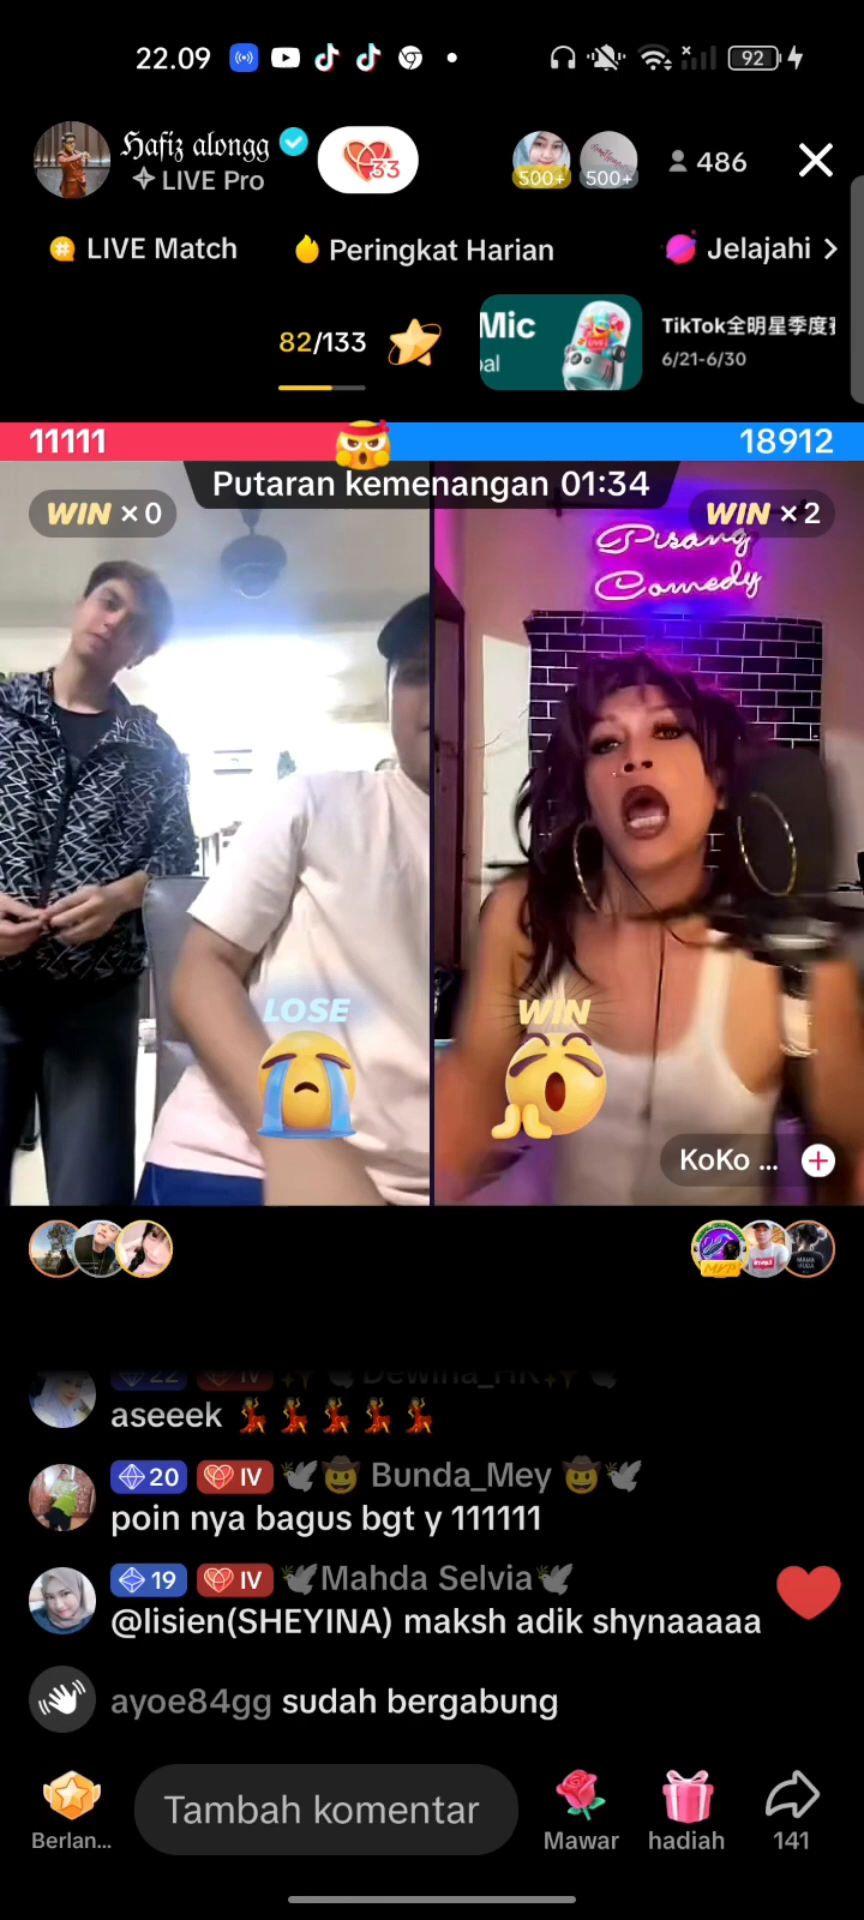 22.09
92
Hafiz alongg
LIVE Pro
33
500+
500+
486
LIVE Match
Peringkat Harian
Jelajahi
82/133
Mic
TikTok全明星季度
6/21-6/30
11111
18912
Putaran kemenangan 01:34
WIN × 0
WIN × 2
Pisang
Comedy
LOSE
WIN
KoKo ...
22 IV Dewina_HK
aseeek 💃💃💃💃💃
20 IV 🕊️🤠 Bunda_Mey 🤠🕊️
poin nya bagus bgt y 111111
19 IV 🕊️Mahda Selvia🕊️
@lisien(SHEYINA) maksh adik shynaaaaa
ayoe84gg sudah bergabung
Berlan...
Tambah komentar
Mawar
hadiah
141